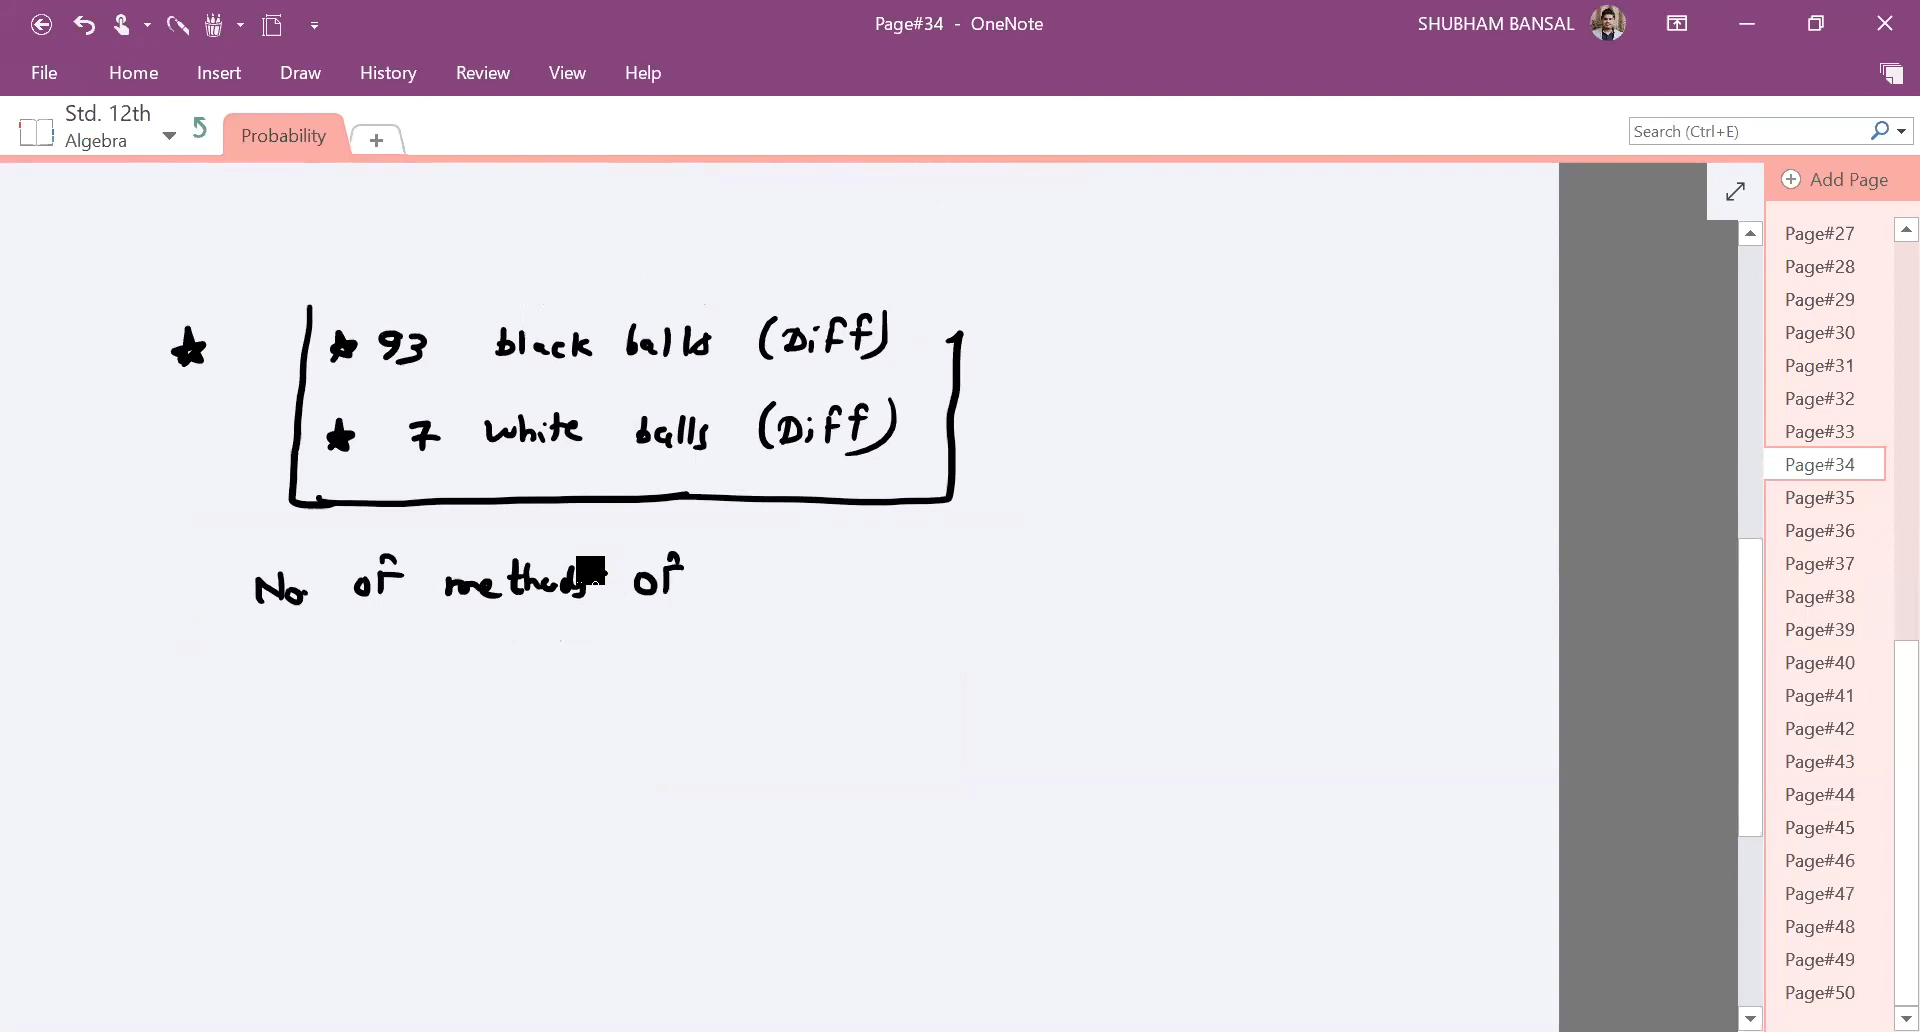 Page#34 - OneNote
SHUBHAM BANSAL
File Home Insert Draw History Review View Help
Std. 12th
Algebra
Probability
Search (Ctrl+E)
Add Page
★ ★ 93 black balls (Diff)
★ 7 white balls (Diff)
No of methods of
Page#27
Page#28
Page#29
Page#30
Page#31
Page#32
Page#33
Page#34
Page#35
Page#36
Page#37
Page#38
Page#39
Page#40
Page#41
Page#42
Page#43
Page#44
Page#45
Page#46
Page#47
Page#48
Page#49
Page#50